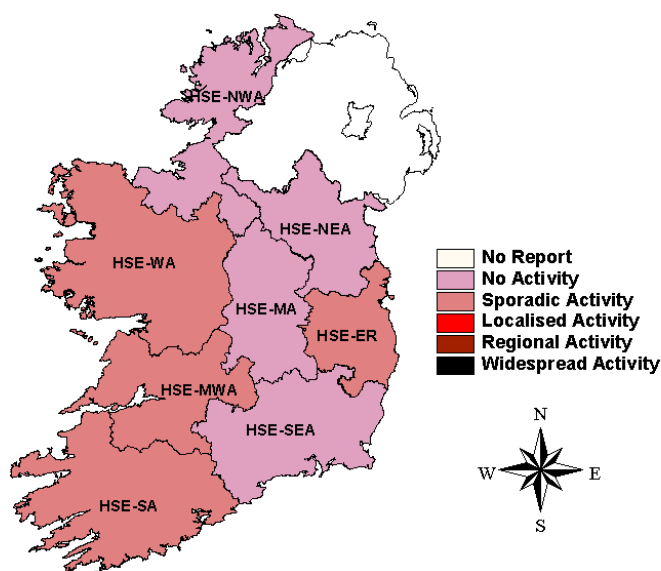 HSE-NWA
HSE-NEA
HSE-WA
HSE-MA
HSE-ER
HSE-MWA
HSE-SEA
HSE-SA
No Report
No Activity
Sporadic Activity
Localised Activity
Regional Activity
Widespread Activity
N
W E
S